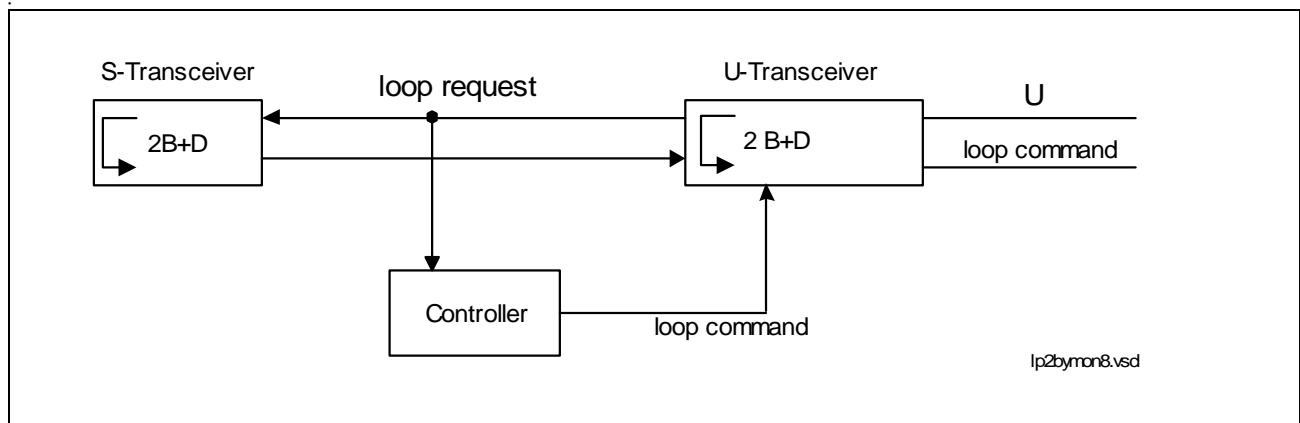 S-Transceiver
loop request
U-Transceiver
U
2B+D
2 B+D
loop command
Controller
loop command
lp2bymon8.vsd